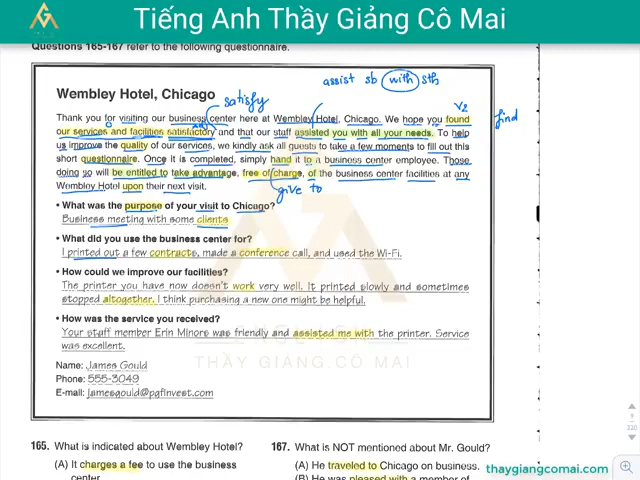 Tiếng Anh Thầy Giảng Cô Mai
Questions 165-167 refer to the following questionnaire.
assist sb with sth
Wembley Hotel, Chicago
satisfy
V2
find
adj
Thank you for visiting our business center here at Wembley Hotel, Chicago. We hope you found
our services and facilities satisfactory and that our staff assisted you with all your needs. To help
us improve the quality of our services, we kindly ask all guests to take a few moments to fill out this
short questionnaire. Once it is completed, simply hand it to a business center employee. Those
doing so will be entitled to take advantage, free of charge, of the business center facilities at any
Wembley Hotel upon their next visit.
give to
• What was the purpose of your visit to Chicago?
Business meeting with some clients
• What did you use the business center for?
I printed out a few contracts, made a conference call, and used the Wi-Fi.
• How could we improve our facilities?
The printer you have now doesn't work very well. It printed slowly and sometimes
stopped altogether. I think purchasing a new one might be helpful.
• How was the service you received?
Your staff member Erin Minors was friendly and assisted me with the printer. Service
was excellent.
THẦY GIẢNG.CÔ MAI
Name: James Gould
Phone: 555-3049
E-mail: jamesgould@pgfinvest.com
165. What is indicated about Wembley Hotel?
(A) It charges a fee to use the business
center.
167. What is NOT mentioned about Mr. Gould?
(A) He traveled to Chicago on business.
(B) He was pleased with a member of
thaygiangcomai.com
9
220